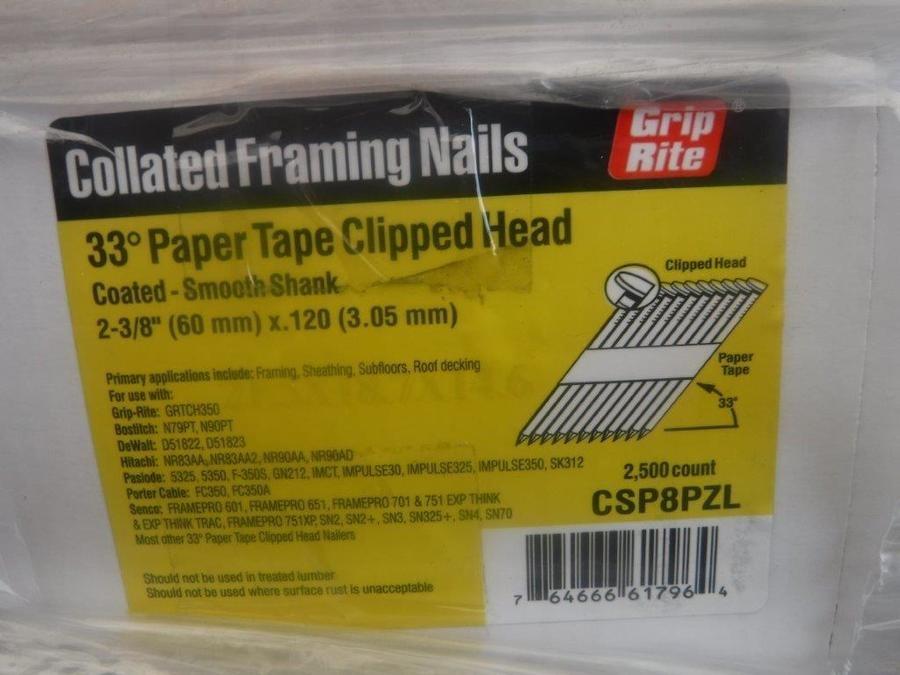 Collated Framing Nails
Grip Rite ®
33° Paper Tape Clipped Head
Coated - Smooth Shank
2-3/8" (60 mm) x.120 (3.05 mm)
Clipped Head
Paper
Tape
33°
Primary applications include: Framing, Sheathing, Subfloors, Roof decking
For use with:
Grip-Rite: GRTCH350
Bostitch: N79PT, N90PT
DeWalt: D51822, D51823
Hitachi: NR83AA, NR83AA2, NR90AA, NR90AD
Paslode: 5325, 5350, F-350S, GN212, IMCT, IMPULSE30, IMPULSE325, IMPULSE350, SK312
Porter Cable: FC350, FC350A
Senco: FRAMEPRO 601, FRAMEPRO 651, FRAMEPRO 701 & 751 EXP THINK
& EXP THINK TRAC, FRAMEPRO 751XP, SN2, SN2+, SN3, SN325+, SN4, SN70
Most other 33° Paper Tape Clipped Head Nailers
2,500 count
CSP8PZL
Should not be used in treated lumber
Should not be used where surface rust is unacceptable
7 64666 61796 4